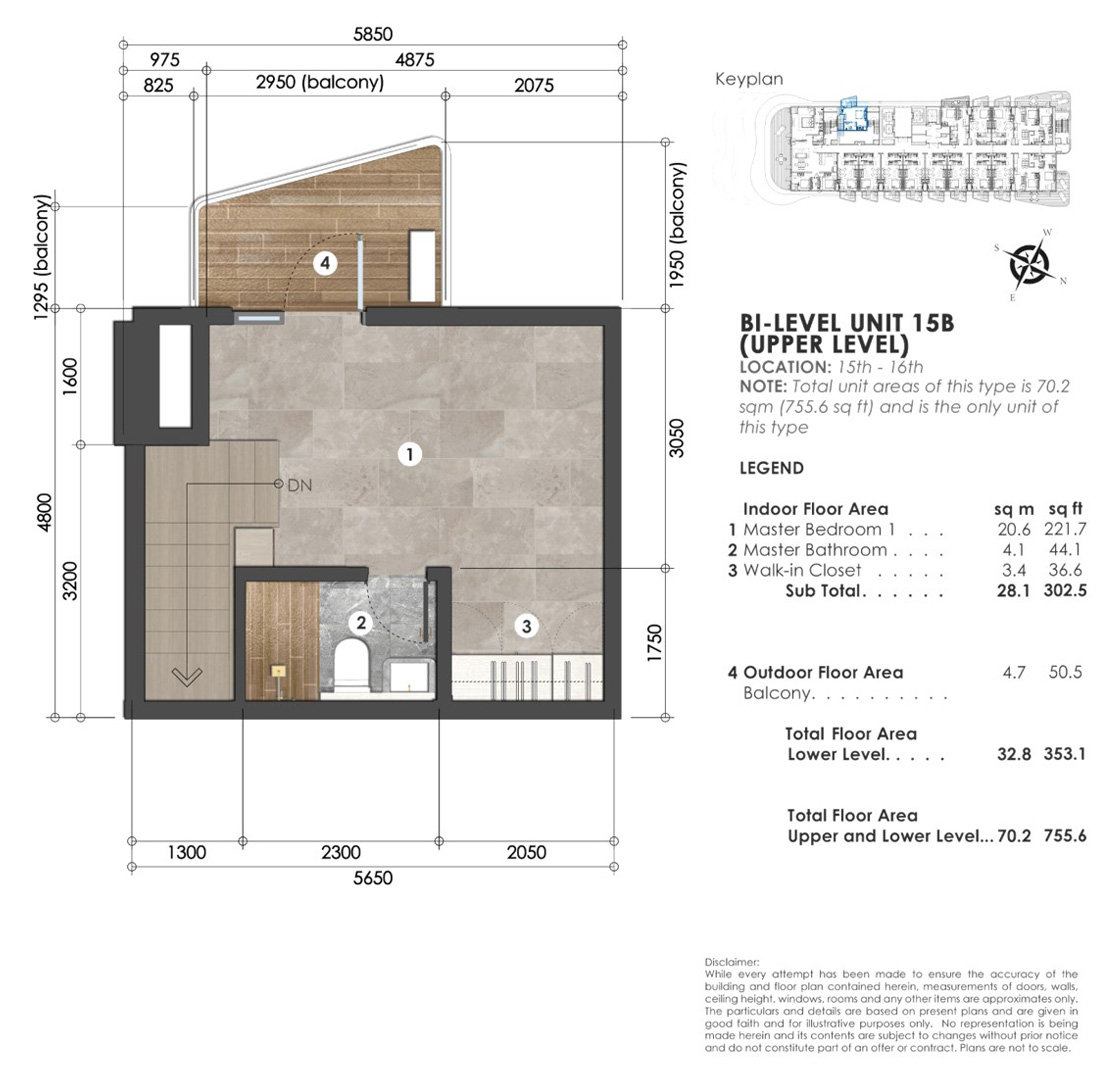 5850
975
4875
825
2950 (balcony)
2075
1295 (balcony)
1950 (balcony)
1600
4800
3200
3050
1750
4
1
DN
2
3
1300
2300
2050
5650
Keyplan
W
S
N
E
BI-LEVEL UNIT 15B
(UPPER LEVEL)
LOCATION: 15th - 16th
NOTE: Total unit areas of this type is 70.2
sqm (755.6 sq ft) and is the only unit of
this type
LEGEND
Indoor Floor Area sq m sq ft
1 Master Bedroom 1 . . . 20.6 221.7
2 Master Bathroom . . . . 4.1 44.1
3 Walk-in Closet . . . . . 3.4 36.6
Sub Total. . . . . . 28.1 302.5
4 Outdoor Floor Area 4.7 50.5
Balcony. . . . . . . . . .
Total Floor Area
Lower Level. . . . . 32.8 353.1
Total Floor Area
Upper and Lower Level... 70.2 755.6
Disclaimer:
While every attempt has been made to ensure the accuracy of the
building and floor plan contained herein, measurements of doors, walls,
ceiling height, windows, rooms and any other items are approximates only.
The particulars and details are based on present plans and are given in
good faith and for illustrative purposes only. No representation is being
made herein and its contents are subject to changes without prior notice
and do not constitute part of an offer or contract. Plans are not to scale.